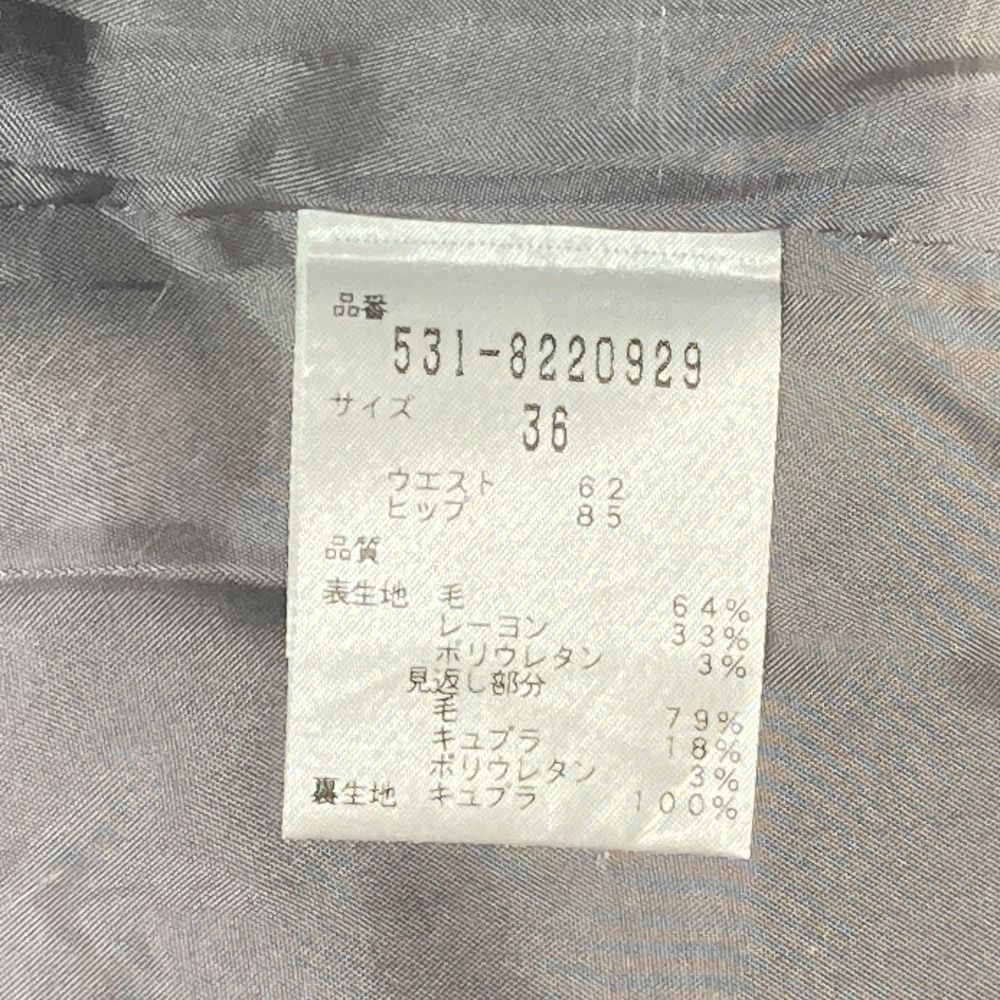 品番
531-8220929
サイズ
36
ウエスト 62
ヒップ 85
品質
表生地 毛 64%
レーヨン 33%
ポリウレタン 3%
見返し部分
毛 79%
キュプラ 18%
ポリウレタン 3%
裏生地 キュプラ 100%